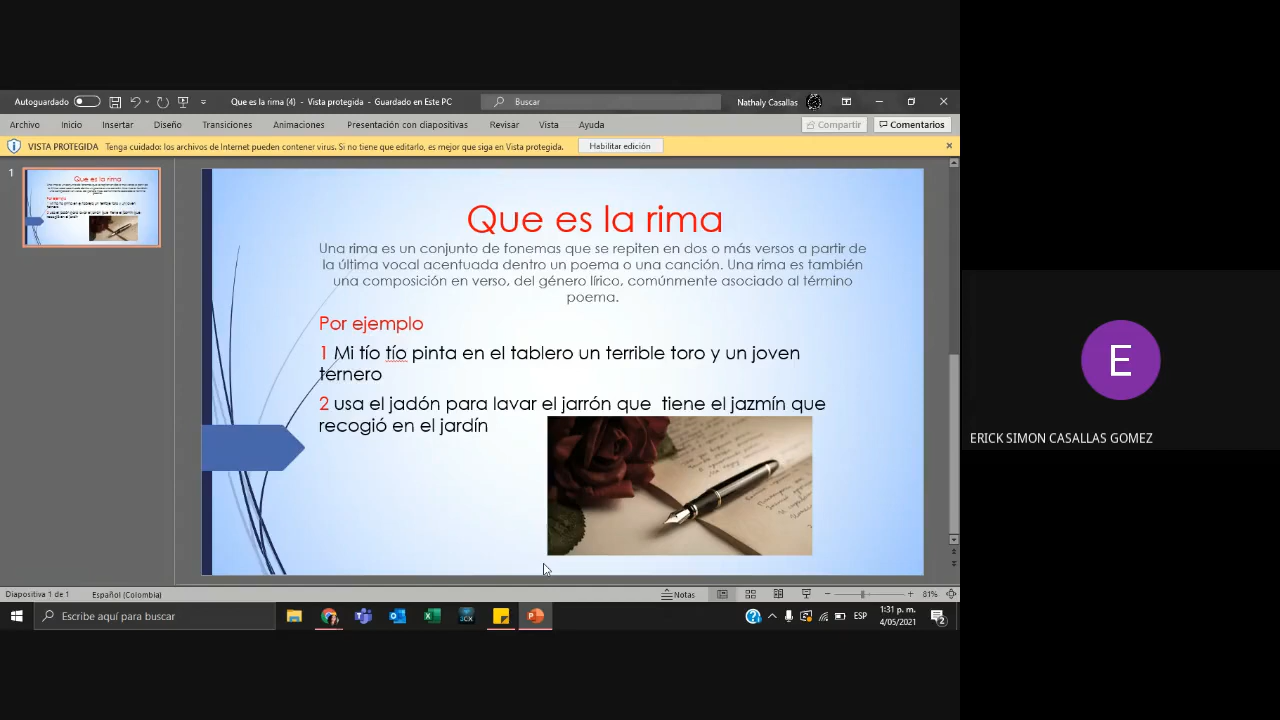 Autoguardado
Que es la rima (4) - Vista protegida - Guardado en Este PC
Buscar
Nathaly Casallas
Archivo Inicio Insertar Diseño Transiciones Animaciones Presentación con diapositivas Revisar Vista Ayuda
Compartir
Comentarios
VISTA PROTEGIDA Tenga cuidado: los archivos de Internet pueden contener virus. Si no tiene que editarlo, es mejor que siga en Vista protegida.
Habilitar edición
1
Que es la rima
Una rima es un conjunto de fonemas que se repiten en dos o más versos a partir de
la última vocal acentuada dentro un poema o una canción. Una rima es también
una composición en verso, del género lírico, comúnmente asociado al término
poema.
Por ejemplo
1 Mi tío tío pinta en el tablero un terrible toro y un joven
ternero
2 usa el jadón para lavar el jarrón que tiene el jazmín que
recogió en el jardín
E
ERICK SIMON CASALLAS GOMEZ
Diapositiva 1 de 1
Español (Colombia)
Notas
81%
Escribe aquí para buscar
ESP
1:31 p. m.
4/05/2021
2